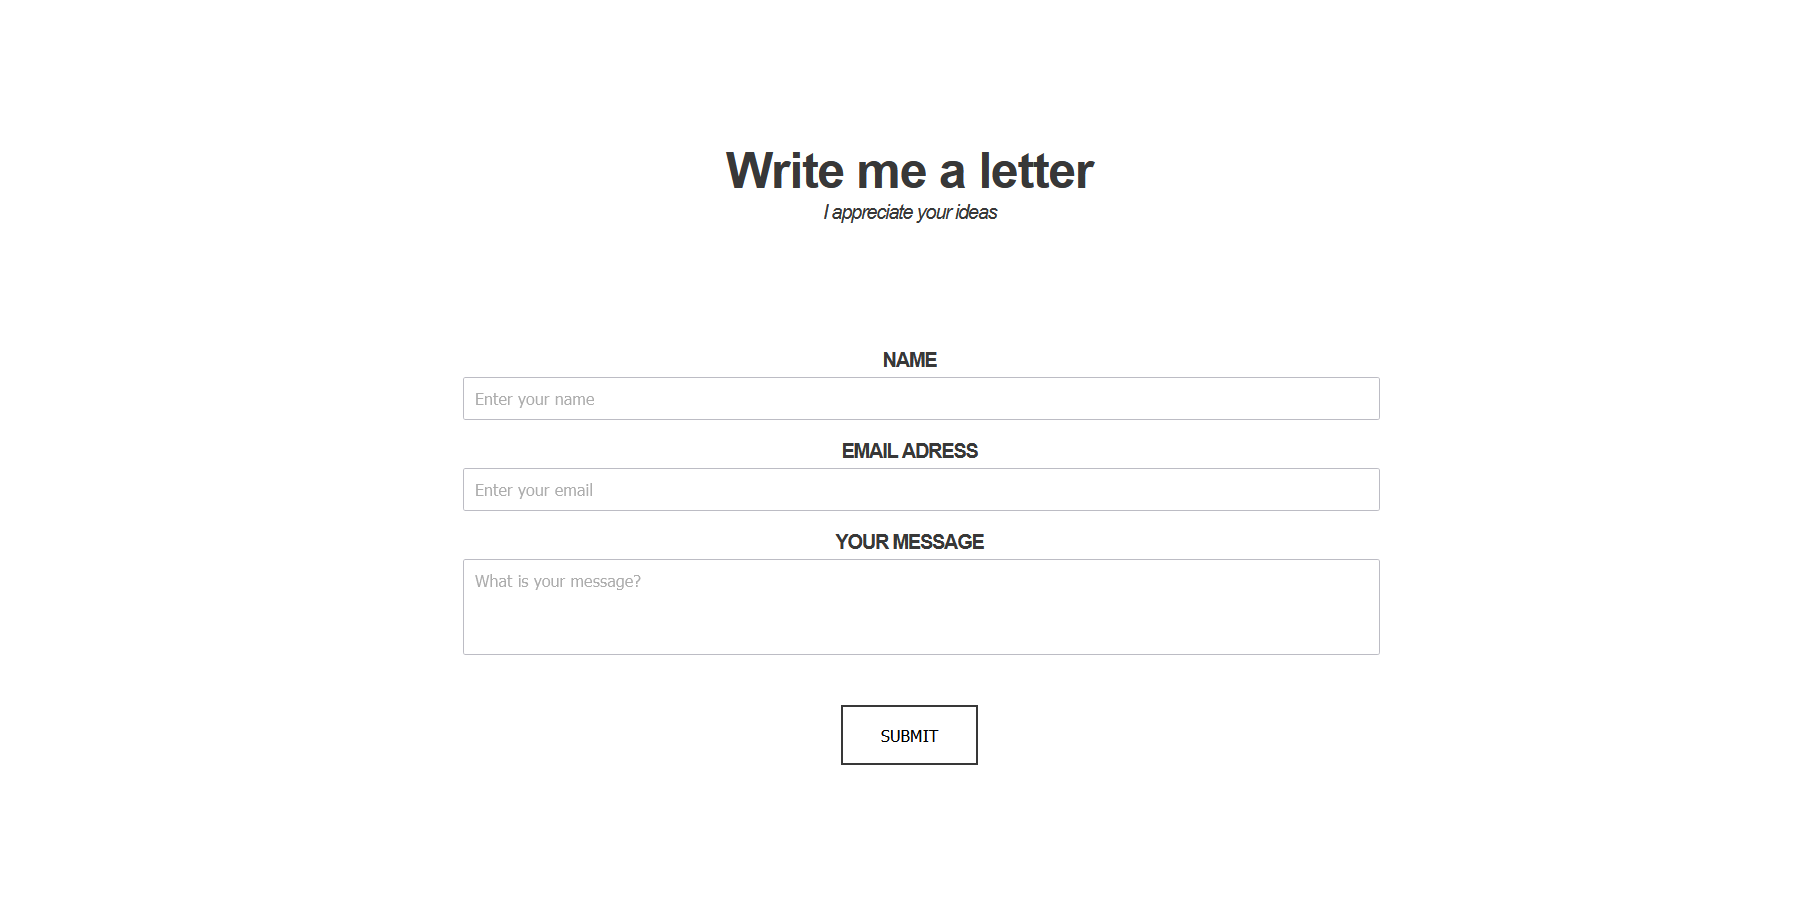 Write me a letter
I appreciate your ideas
NAME
Enter your name
EMAIL ADRESS
Enter your email
YOUR MESSAGE
What is your message?
SUBMIT